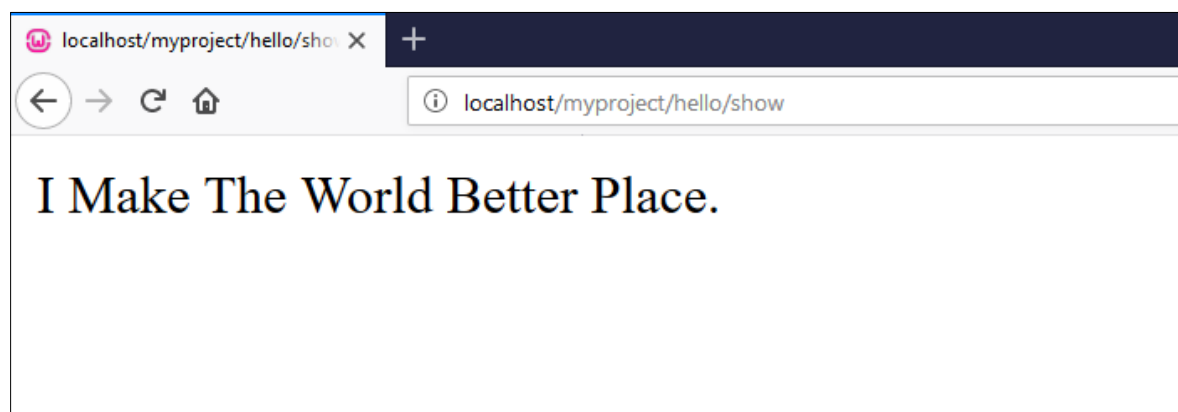 localhost/myproject/hello/sho
localhost/myproject/hello/show
I Make The World Better Place.